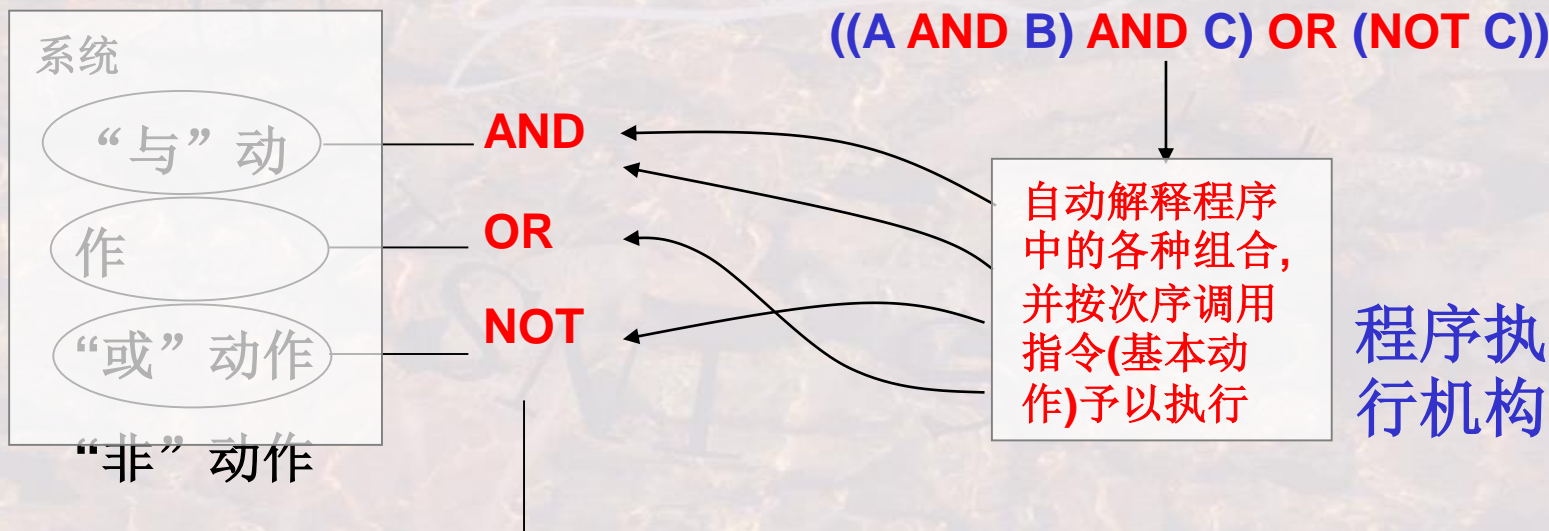 ((A AND B) AND C) OR (NOT C))
系统
“与”动
作
“或”动作
“非”动作
AND
OR
NOT
自动解释程序
中的各种组合,
并按次序调用
指令(基本动
作)予以执行
程序执
行机构